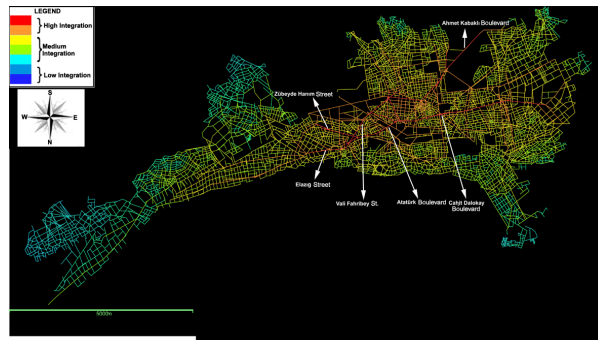 LEGEND
High Integration
Medium
Integration
Low Integration
S
W
E
N
Ahmet Kabaklı Boulevard
Zübeyde Hanım Street
Elazıg Street
Vali Fahribey St.
Atatürk Boulevard
Cahit Dalokay
Boulevard
5000m